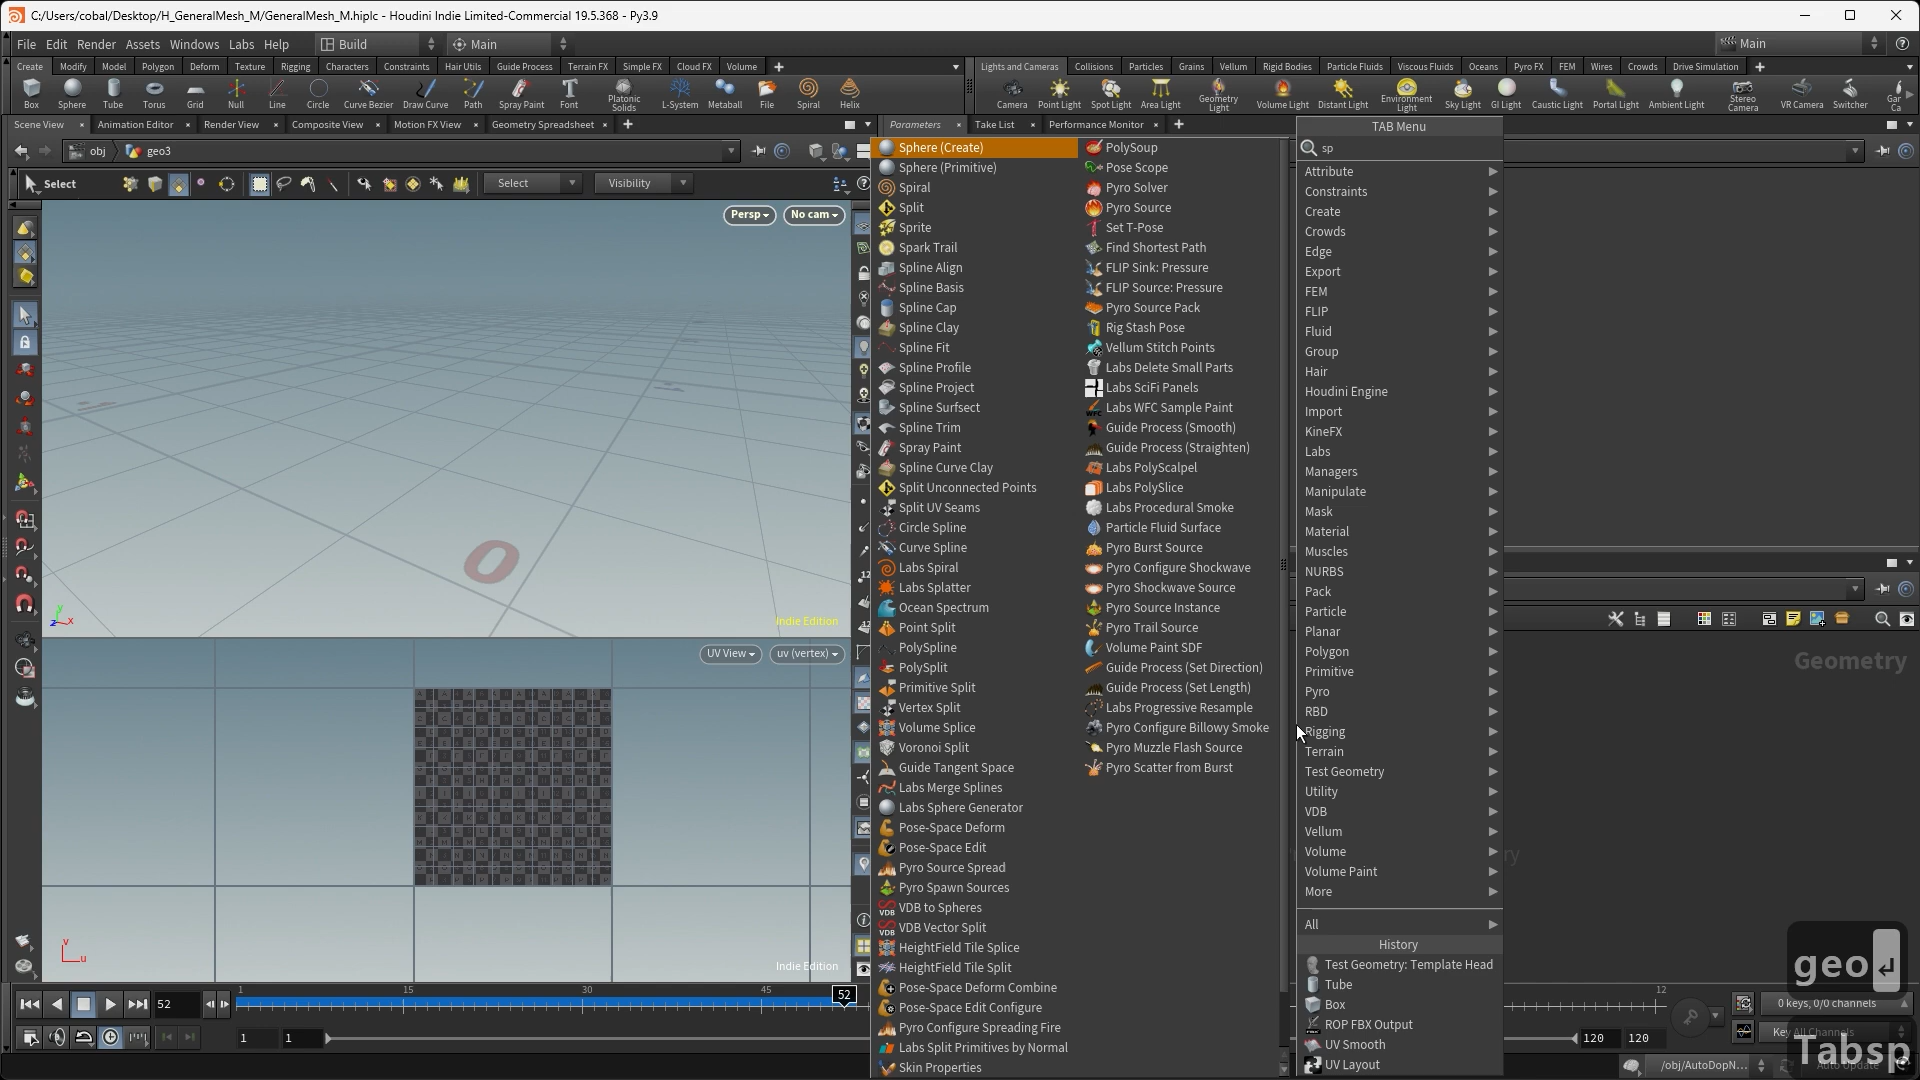 C:/Users/cobal/Desktop/H_GeneralMesh_M/GeneralMesh_M.hiplc - Houdini Indie Limited-Commercial 19.5.368 - Py3.9
File Edit Render Assets Windows Labs Help Build Main Main
Create Modify Model Polygon Deform Texture Rigging Characters Constraints Hair Utils Guide Process Terrain FX Simple FX Cloud FX Volume
Lights and Cameras Collisions Particles Grains Vellum Rigid Bodies Particle Fluids Viscous Fluids Oceans Pyro FX FEM Wires Crowds Drive Simulation
Box Sphere Tube Torus Grid Null Line Circle Curve Bezier Draw Curve Path Spray Paint Font Platonic Solids L-System Metaball File Spiral Helix
Camera Point Light Spot Light Area Light Geometry Light Volume Light Distant Light Environment Light Sky Light GI Light Caustic Light Portal Light Ambient Light Stereo Camera VR Camera Switcher Gar Ca
Scene View Animation Editor Render View Composite View Motion FX View Geometry Spreadsheet
Parameters Take List Performance Monitor
obj geo3
Select Select Visibility
Persp No cam
Indie Edition
UV View uv (vertex)
Indie Edition
Sphere (Create)
Sphere (Primitive)
Spiral
Split
Sprite
Spark Trail
Spline Align
Spline Basis
Spline Cap
Spline Clay
Spline Fit
Spline Profile
Spline Project
Spline Surfsect
Spline Trim
Spray Paint
Spline Curve Clay
Split Unconnected Points
Split UV Seams
Circle Spline
Curve Spline
Labs Spiral
Labs Splatter
Ocean Spectrum
Point Split
PolySpline
PolySplit
Primitive Split
Vertex Split
Volume Splice
Voronoi Split
Guide Tangent Space
Labs Merge Splines
Labs Sphere Generator
Pose-Space Deform
Pose-Space Edit
Pyro Source Spread
Pyro Spawn Sources
VDB to Spheres
VDB Vector Split
HeightField Tile Splice
HeightField Tile Split
Pose-Space Deform Combine
Pose-Space Edit Configure
Pyro Configure Spreading Fire
Labs Split Primitives by Normal
Skin Properties
PolySoup
Pose Scope
Pyro Solver
Pyro Source
Set T-Pose
Find Shortest Path
FLIP Sink: Pressure
FLIP Source: Pressure
Pyro Source Pack
Rig Stash Pose
Vellum Stitch Points
Labs Delete Small Parts
Labs SciFi Panels
Labs WFC Sample Paint
Guide Process (Smooth)
Guide Process (Straighten)
Labs PolyScalpel
Labs PolySlice
Labs Procedural Smoke
Particle Fluid Surface
Pyro Burst Source
Pyro Configure Shockwave
Pyro Shockwave Source
Pyro Source Instance
Pyro Trail Source
Volume Paint SDF
Guide Process (Set Direction)
Guide Process (Set Length)
Labs Progressive Resample
Pyro Configure Billowy Smoke
Pyro Muzzle Flash Source
Pyro Scatter from Burst
TAB Menu
sp
Attribute
Constraints
Create
Crowds
Edge
Export
FEM
FLIP
Fluid
Group
Hair
Houdini Engine
Import
KineFX
Labs
Managers
Manipulate
Mask
Material
Muscles
NURBS
Pack
Particle
Planar
Polygon
Primitive
Pyro
RBD
Rigging
Terrain
Test Geometry
Utility
VDB
Vellum
Volume
Volume Paint
More
All
History
Test Geometry: Template Head
Tube
Box
ROP FBX Output
UV Smooth
UV Layout
Geometry
geo
Tabsp
52 1 15 30 45 52 12
0 keys, 0/0 channels
1 1 120 120
Key All Channels
/obj/AutoDopN...
Auto Update